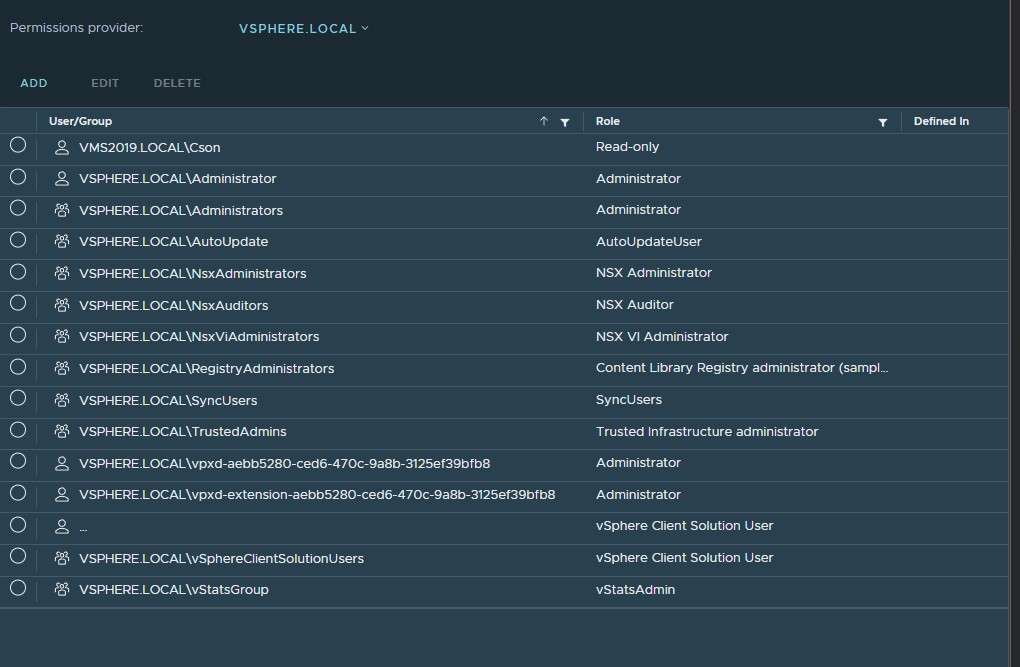 Permissions provider: VSPHERE.LOCAL
ADD EDIT DELETE
User/Group Role Defined In
VMS2019.LOCAL\Cson Read-only
VSPHERE.LOCAL\Administrator Administrator
VSPHERE.LOCAL\Administrators Administrator
VSPHERE.LOCAL\AutoUpdate AutoUpdateUser
VSPHERE.LOCAL\NsxAdministrators NSX Administrator
VSPHERE.LOCAL\NsxAuditors NSX Auditor
VSPHERE.LOCAL\NsxViAdministrators NSX VI Administrator
VSPHERE.LOCAL\RegistryAdministrators Content Library Registry administrator (sampl...
VSPHERE.LOCAL\SyncUsers SyncUsers
VSPHERE.LOCAL\TrustedAdmins Trusted Infrastructure administrator
VSPHERE.LOCAL\vpxd-aebb5280-ced6-470c-9a8b-3125ef39bfb8 Administrator
VSPHERE.LOCAL\vpxd-extension-aebb5280-ced6-470c-9a8b-3125ef39bfb8 Administrator
... vSphere Client Solution User
VSPHERE.LOCAL\vSphereClientSolutionUsers vSphere Client Solution User
VSPHERE.LOCAL\vStatsGroup vStatsAdmin